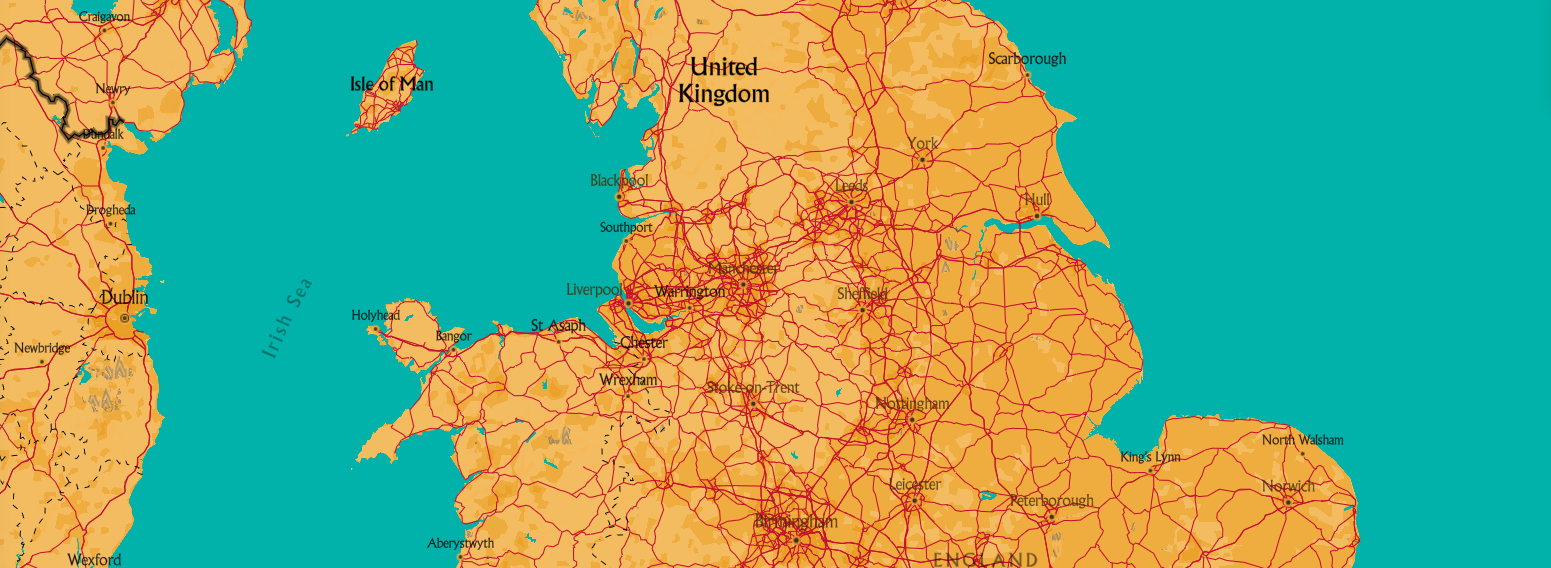 Craigavon
Scarborough
United
Kingdom
Isle of Man
Newry
Dundalk
York
Blackpool
Leeds
Hull
Drogheda
Southport
Manchester
Liverpool
Warrington
Sheffield
Dublin
Irish Sea
Holyhead
St Asaph
Bangor
Chester
Newbridge
Wrexham
Stoke-on-Trent
Nottingham
North Walsham
King's Lynn
Leicester
Norwich
Peterborough
Birmingham
Aberystwyth
Wexford
ENGLAND